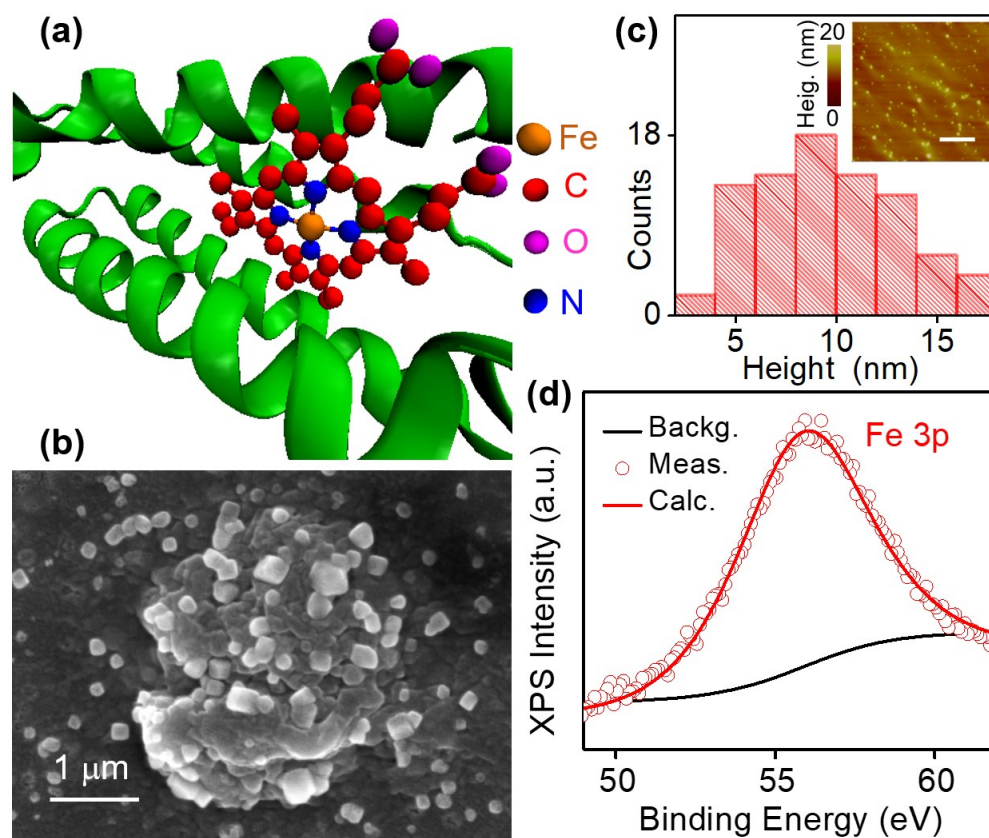 (a)
Fe
C
O
N
(b)
1 μm
(c)
Heig. (nm)
20
0
18
0
Counts
5
10
15
Height (nm)
(d)
Fe 3p
Backg.
Meas.
Calc.
XPS Intensity (a.u.)
50
55
60
Binding Energy (eV)